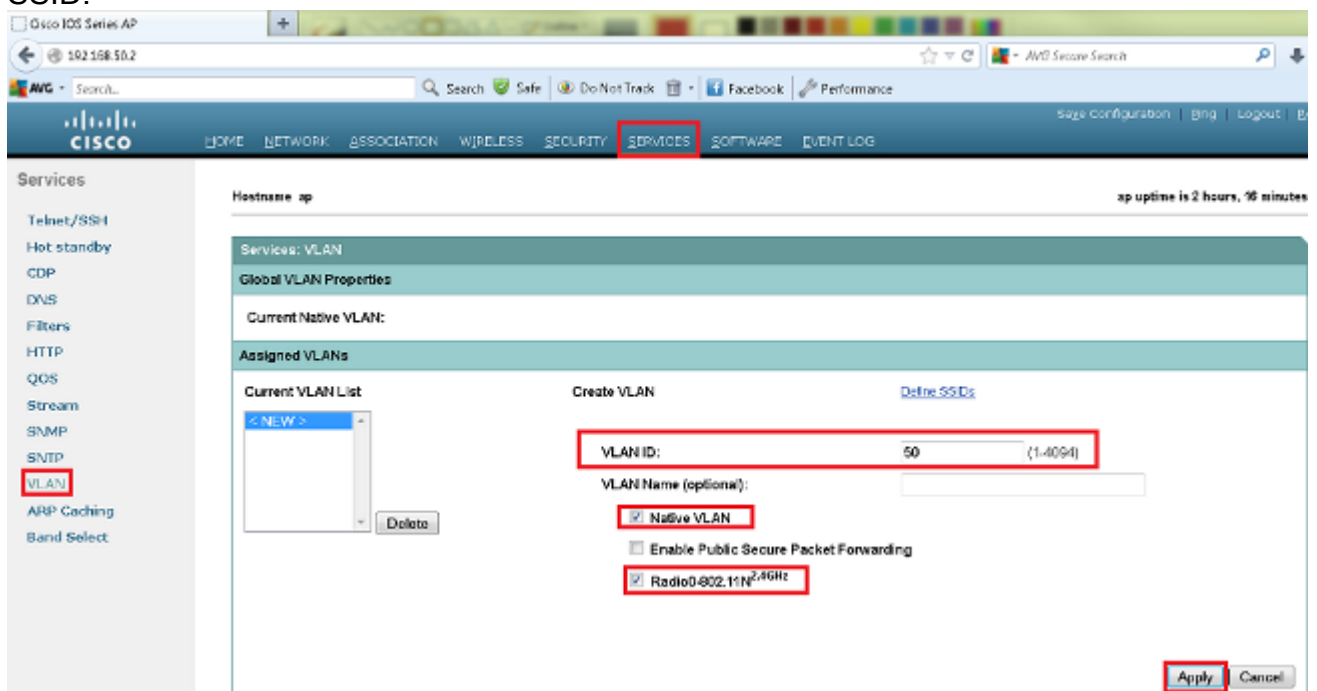 SSID.
Cisco IOS Series AP
+
192.168.50.2
AVG Secure Search
AVG Search... Search Safe Do Not Track Facebook Performance
Save Configuration | Ping | Logout |
CISCO HOME NETWORK ASSOCIATION WIRELESS SECURITY SERVICES SOFTWARE EVENT LOG
Services
Hostname ap
ap uptime is 2 hours, 16 minutes
Telnet/SSH
Hot standby
CDP
DNS
Filters
HTTP
QOS
Stream
SNMP
SNTP
VLAN
ARP Caching
Band Select
Services: VLAN
Global VLAN Properties
Current Native VLAN:
Assigned VLANs
Current VLAN List
< NEW >
Delete
Create VLAN
Define SSIDs
VLAN ID: 50 (1-4094)
VLAN Name (optional):
Native VLAN
Enable Public Secure Packet Forwarding
Radio0-802.11N2.4GHz
Apply Cancel